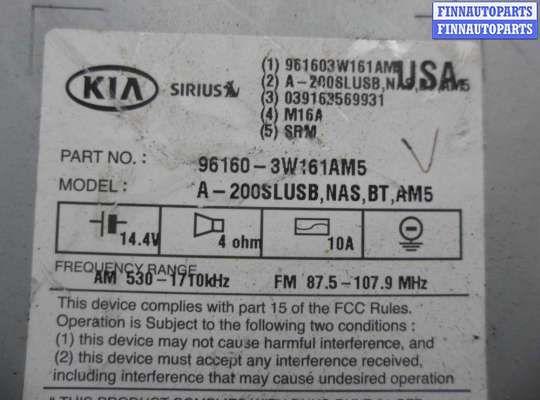 FINNAUTOPARTS
FINNAUTOPARTS
KIA
SIRIUS
(1) 961603W161AM
USA
(2) A-200SLUSB,NAS,BT,AM5
(3) 039163569931
(4) M16A
(5) SRM
PART NO. : 96160-3W161AM5
MODEL : A-200SLUSB,NAS,BT,AM5
14.4V 4 ohm 10A
FREQUENCY RANGE
AM 530-1710kHz FM 87.5-107.9 MHz
This device complies with part 15 of the FCC Rules.
Operation is Subject to the following two conditions :
(1) this device may not cause harmful interference, and
(2) this device must accept any interference received,
including interference that may cause undesired operation